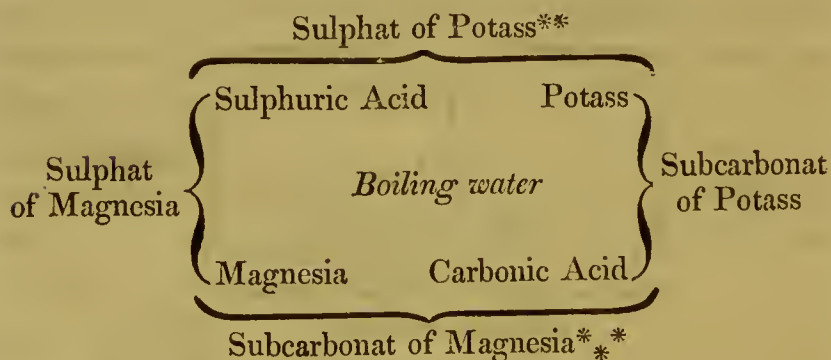 Sulphat of Potass**
Sulphuric Acid Potass
Sulphat
of Magnesia
Boiling water
Subcarbonat
of Potass
Magnesia Carbonic Acid
Subcarbonat of Magnesia***